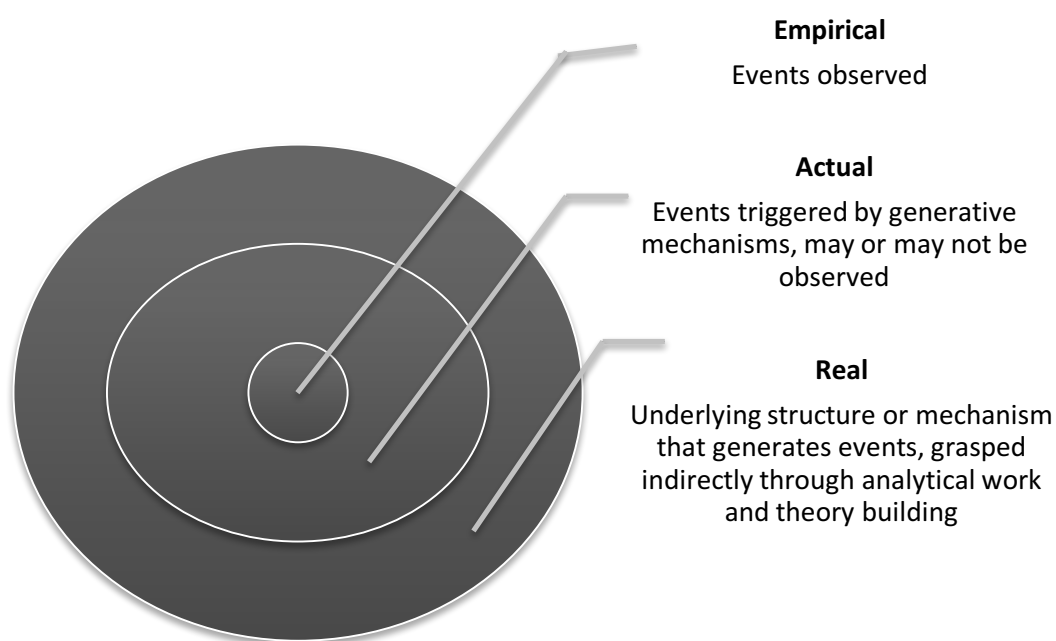 Empirical
Events observed
Actual
Events triggered by generative
mechanisms, may or may not be
observed
Real
Underlying structure or mechanism
that generates events, grasped
indirectly through analytical work
and theory building